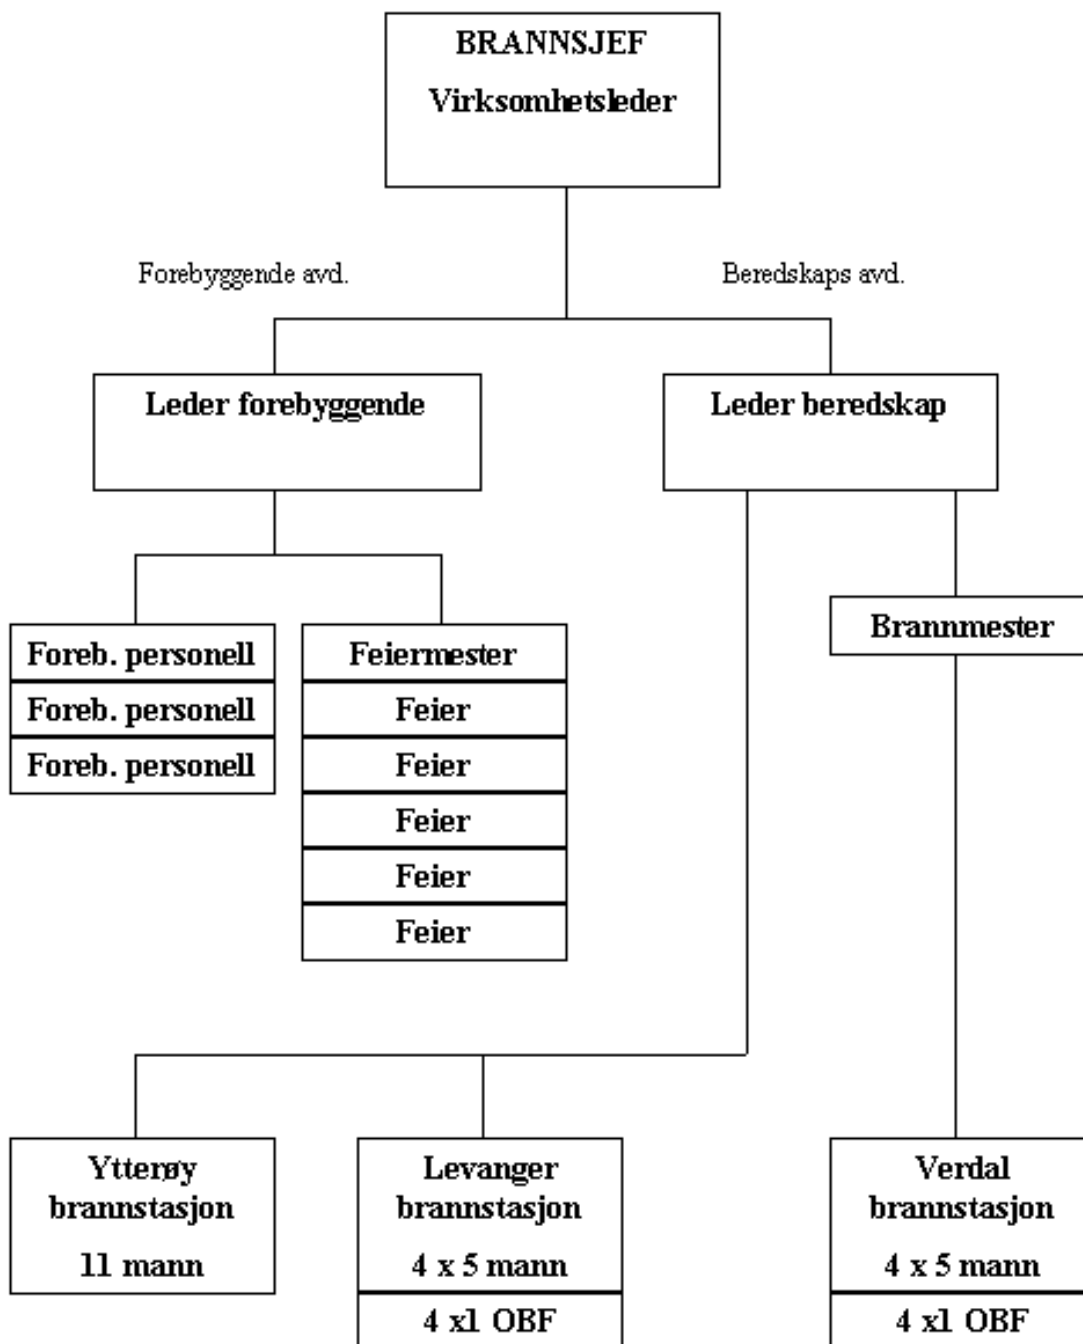 BRANNSJEF
Virksomhetsleder
Forebyggende avd.
Beredskaps avd.
Leder forebyggende
Leder beredskap
Brannmester
Foreb. personell
Foreb. personell
Foreb. personell
Feiermester
Feier
Feier
Feier
Feier
Feier
Ytterøy
brannstasjon
11 mann
Levanger
brannstasjon
4 x 5 mann
4 x1 OBF
Verdal
brannstasjon
4 x 5 mann
4 x1 OBF